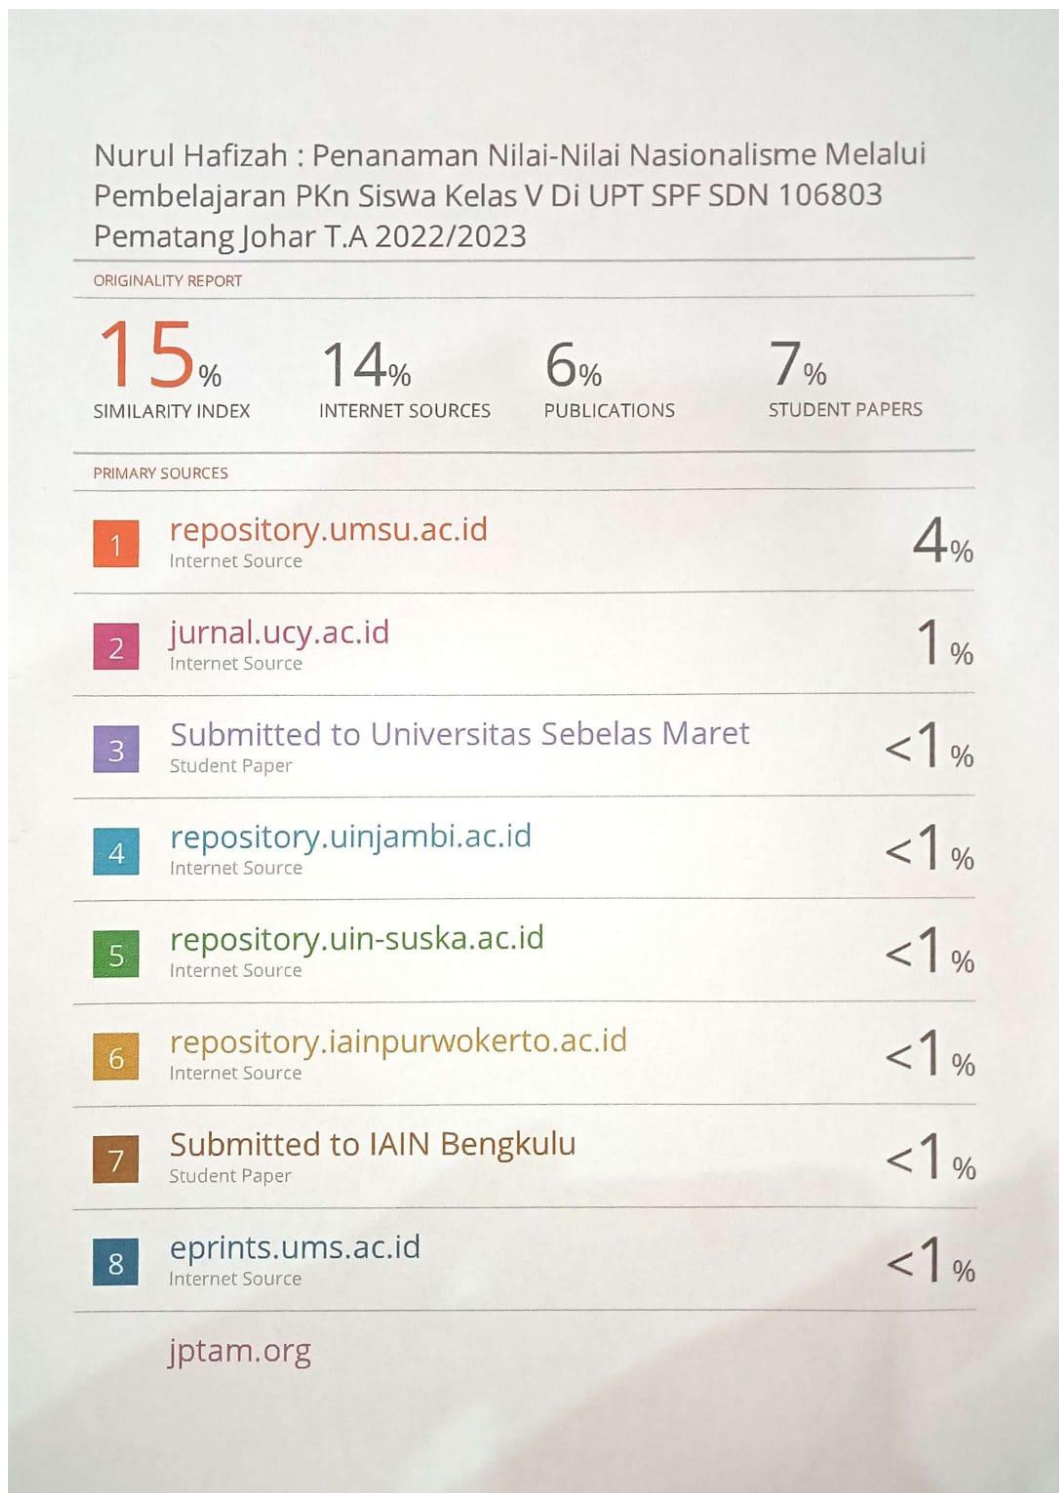 Nurul Hafizah : Penanaman Nilai-Nilai Nasionalisme Melalui
Pembelajaran PKn Siswa Kelas V Di UPT SPF SDN 106803
Pematang Johar T.A 2022/2023
ORIGINALITY REPORT
15% 14% 6% 7%
SIMILARITY INDEX INTERNET SOURCES PUBLICATIONS STUDENT PAPERS
PRIMARY SOURCES
1 repository.umsu.ac.id 4%
Internet Source
2 jurnal.ucy.ac.id 1%
Internet Source
3 Submitted to Universitas Sebelas Maret <1%
Student Paper
4 repository.uinjambi.ac.id <1%
Internet Source
5 repository.uin-suska.ac.id <1%
Internet Source
6 repository.iainpurwokerto.ac.id <1%
Internet Source
7 Submitted to IAIN Bengkulu <1%
Student Paper
8 eprints.ums.ac.id <1%
Internet Source
jptam.org